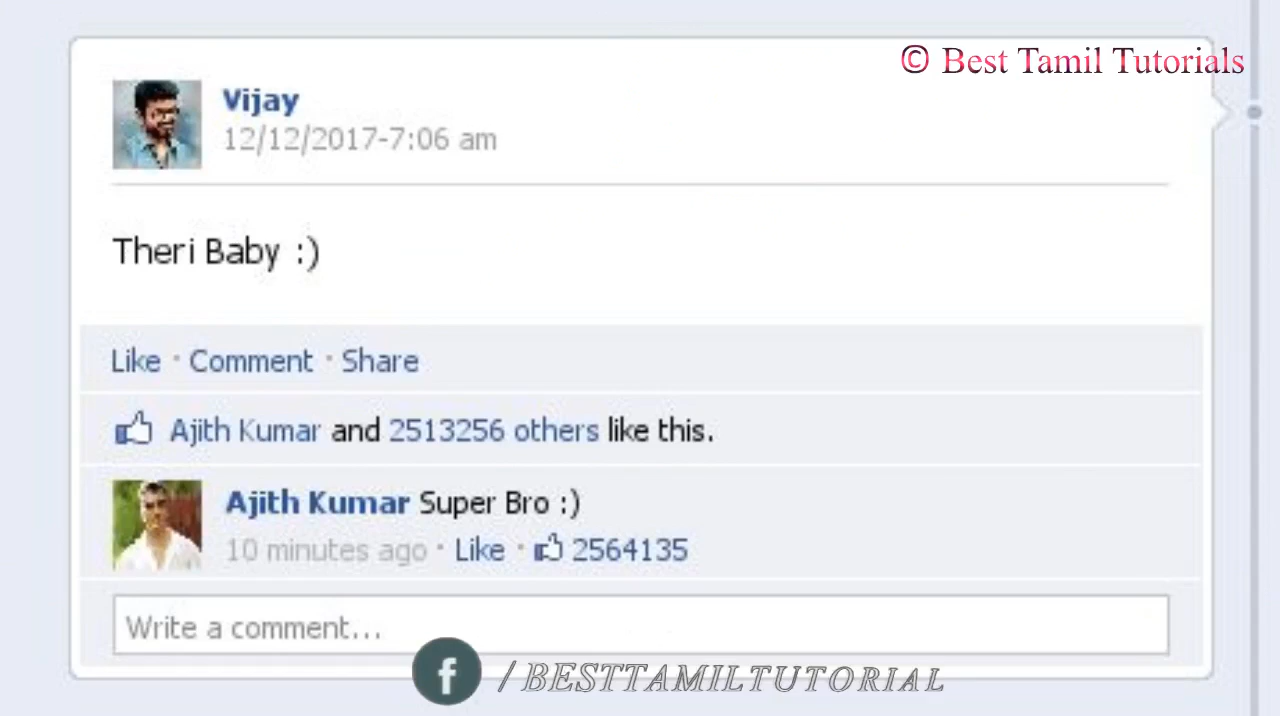 © Best Tamil Tutorials
Vijay
12/12/2017-7:06 am
Theri Baby :)
Like · Comment · Share
Ajith Kumar and 2513256 others like this.
Ajith Kumar Super Bro :)
10 minutes ago · Like · 2564135
Write a comment...
f /BESTTAMILTUTORIAL